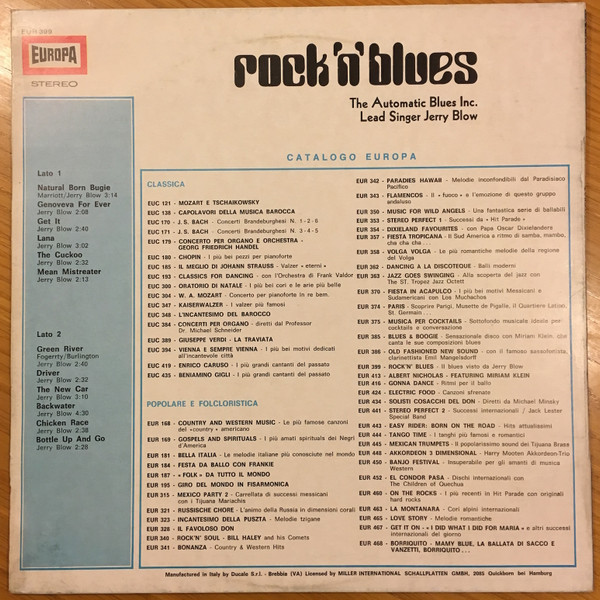 EUR 399
EUROPA
STEREO
rock 'n' blues
The Automatic Blues Inc.
Lead Singer Jerry Blow
Lato 1
Natural Born Bugie
Marriott/Jerry Blow 3:14
Genoveva For Ever
Jerry Blow 2:08
Get It
Jerry Blow 2:40
Lana
Jerry Blow 3:02
The Cuckoo
Jerry Blow 2:32
Mean Mistreater
Jerry Blow 2:13
Lato 2
Green River
Fogerrty/Burlington
Jerry Blow 2:40
Driver
Jerry Blow 2:32
The New Car
Jerry Blow 3:10
Backwater
Jerry Blow 4:30
Chicken Race
Jerry Blow 2:38
Bottle Up And Go
Jerry Blow 2:28
CATALOGO EUROPA
CLASSICA
EUC 121 - MOZART E TSCHAIKOWSKY
EUC 138 - CAPOLAVORI DELLA MUSICA BAROCCA
EUC 170 - J. S. BACH - Concerti Brandeburghesi N. 1-2-6
EUC 171 - J. S. BACH - Concerti Brandeburghesi N. 3-4-5
EUC 179 - CONCERTO PER ORGANO E ORCHESTRA -
GEORG FRIEDRICH HANDEL
EUC 180 - CHOPIN - I più bei pezzi per pianoforte
EUC 185 - IL MEGLIO DI JOHANN STRAUSS - Valzer « eterni »
EUC 193 - CLASSICS FOR DANCING - con l'Orchestra di Frank Valdor
EUC 300 - ORATORIO DI NATALE - I più bei cori e le arie più belle
EUC 304 - W. A. MOZART - Concerto per pianoforte in re bem.
EUC 347 - KAISERWALZER - I valzer più famosi
EUC 348 - L'INCANTESIMO DEL BAROCCO
EUC 384 - CONCERTI PER ORGANO - diretti dal Professor
Dr. Michael Schneider
EUC 389 - GIUSEPPE VERDI - LA TRAVIATA
EUC 394 - VIENNA E SEMPRE VIENNA - I più bei motivi dedicati
all'incantevole città
EUC 419 - ENRICO CARUSO - I più grandi cantanti del passato
EUC 435 - BENIAMINO GIGLI - I più grandi cantanti del passato
POPOLARE E FOLCLORISTICA
EUR 168 - COUNTRY AND WESTERN MUSIC - Le più famose canzoni
del «country» americano
EUR 169 - GOSPELS AND SPIRITUALS - I più amati spirituals dei Negri
d'America
EUR 181 - BELLA ITALIA - Le melodie italiane più conosciute nel mondo
EUR 184 - FESTA DA BALLO CON FRANKIE
EUR 187 - « FOLK » DA TUTTO IL MONDO
EUR 195 - GIRO DEL MONDO IN FISARMONICA
EUR 315 - MEXICO PARTY 2 - Carrellata di successi messicani
con i Tijuana Mariachis
EUR 321 - RUSSISCHE CHORE - L'animo della Russia in dimensioni corali
EUR 323 - INCANTESIMO DELLA PUSZTA - Melodie tzigane
EUR 328 - IL FAVOLOSO DON
EUR 340 - ROCK'N' SOUL - BILL HALEY and his Comets
EUR 341 - BONANZA - Country & Western Hits
EUR 342 - PARADIES HAWAII - Melodie inconfondibili dal Paradisiaco
Pacifico
EUR 343 - FLAMENCOS - Il « fuoco » e l'emozione di questo gruppo
andaluso
EUR 350 - MUSIC FOR WILD ANGELS - Una fantastica serie di ballabili
EUR 353 - STEREO PERFECT 1 - Successi da « Hit Parade »
EUR 354 - DIXIELAND FAVOURITES - con Papa Oscar Dixielanders
EUR 357 - FIESTA TROPICANA - Il Sud America a ritmo di samba, mambo,
cha cha cha...
EUR 358 - VOLGA VOLGA - Le più romantiche melodie della regione
del Volga
EUR 362 - DANCING A LA DISCOTEQUE - Balli moderni
EUR 363 - JAZZ GOES SWINGING - Alla scoperta del jazz con
The ST. Tropez Jazz Octett
EUR 370 - FIESTA IN ACAPULCO - I più bei motivi Messicani e
Sudamericani con Los Muchachos
EUR 374 - PARIS - Scoprire Parigi, Musette de Pigalle, il Quartiere Latino,
St. Germain...
EUR 375 - MUSICA PER COCKTAILS - Sottofondo musicale ideale per
cocktails e conversazione
EUR 385 - BLUES & BOOGIE - Sensazionale disco con Miriam Klein: che
canta le sue composizioni blues
EUR 386 - OLD FASHIONED NEW SOUND - con il famoso sassofonista,
clarinettista Emil Mangelsdorff
EUR 399 - ROCK'N' BLUES - Il blues visto da Jerry Blow
EUR 413 - ALBERT NICHOLAS - FEATURING MIRIAM KLEIN
EUR 416 - GONNA DANCE - Ritmi per il ballo
EUR 424 - ELECTRIC FOOD - Canzoni sfrenate
EUR 434 - SOLISTI COSACCHI DEL DON - Diretti da Michael Minsky
EUR 441 - STEREO PERFECT 2 - Successi internazionali / Jack Lester
Special Band
EUR 443 - EASY RIDER: BORN ON THE ROAD - Hits attualissimi
EUR 444 - TANGO TIME - I tanghi più famosi e romantici
EUR 445 - MEXICAN TRUMPETS - Il popolarissimo sound dei Tijuana Brass
EUR 448 - AKKORDEON 3 DIMENSIONAL - Harry Mooten Akkordeon-Trio
EUR 450 - BANJO FESTIVAL - Insuperabile per gli amanti di musica
Western
EUR 452 - EL CONDOR PASA - Dischi internazionali con
The Children of Quechua
EUR 460 - ON THE ROCKS - I più recenti in Hit Parade con originali
hard rocks
EUR 463 - LA MONTANARA - Cori alpini internazionali
EUR 465 - LOVE STORY - Melodie romantiche
EUR 467 - GET IT ON - « I DID WHAT I DID FOR MARIA » e altri successi
internazionali del giorno
EUR 468 - BORRIQUITO - MAMY BLUE, LA BALLATA DI SACCO E
VANZETTI, BORRIQUITO...
Manufactured in Italy by Ducale S.r.l. - Brebbia (VA) Licensed by MILLER INTERNATIONAL SCHALLPLATTEN GMBH, 2085 Quickborn bei Hamburg